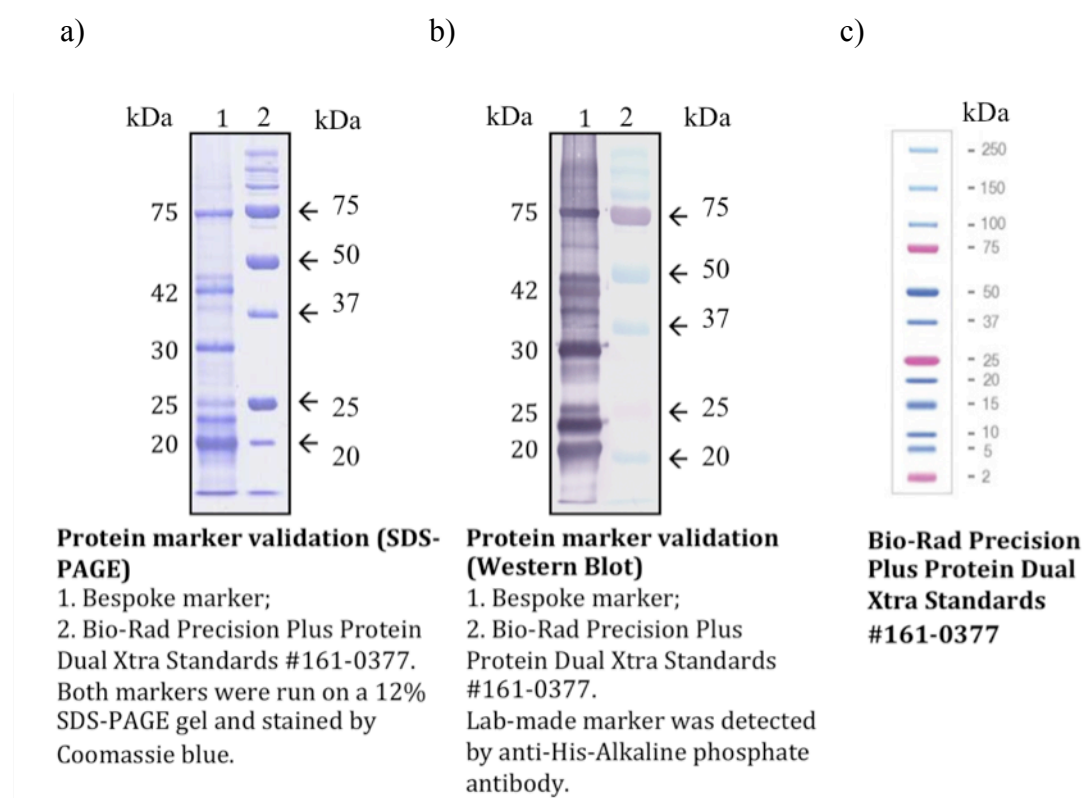 a)
b)
c)
kDa 1 2 kDa
75
42
30
25
20
← 75
← 50
← 37
← 25
← 20
kDa 1 2 kDa
75
42
30
25
20
← 75
← 50
← 37
← 25
← 20
kDa
- 250
- 150
- 100
- 75
- 50
- 37
- 25
- 20
- 15
- 10
- 5
- 2
Protein marker validation (SDS-
PAGE)
1. Bespoke marker;
2. Bio-Rad Precision Plus Protein
Dual Xtra Standards #161-0377.
Both markers were run on a 12%
SDS-PAGE gel and stained by
Coomassie blue.
Protein marker validation
(Western Blot)
1. Bespoke marker;
2. Bio-Rad Precision Plus
Protein Dual Xtra Standards
#161-0377.
Lab-made marker was detected
by anti-His-Alkaline phosphate
antibody.
Bio-Rad Precision
Plus Protein Dual
Xtra Standards
#161-0377